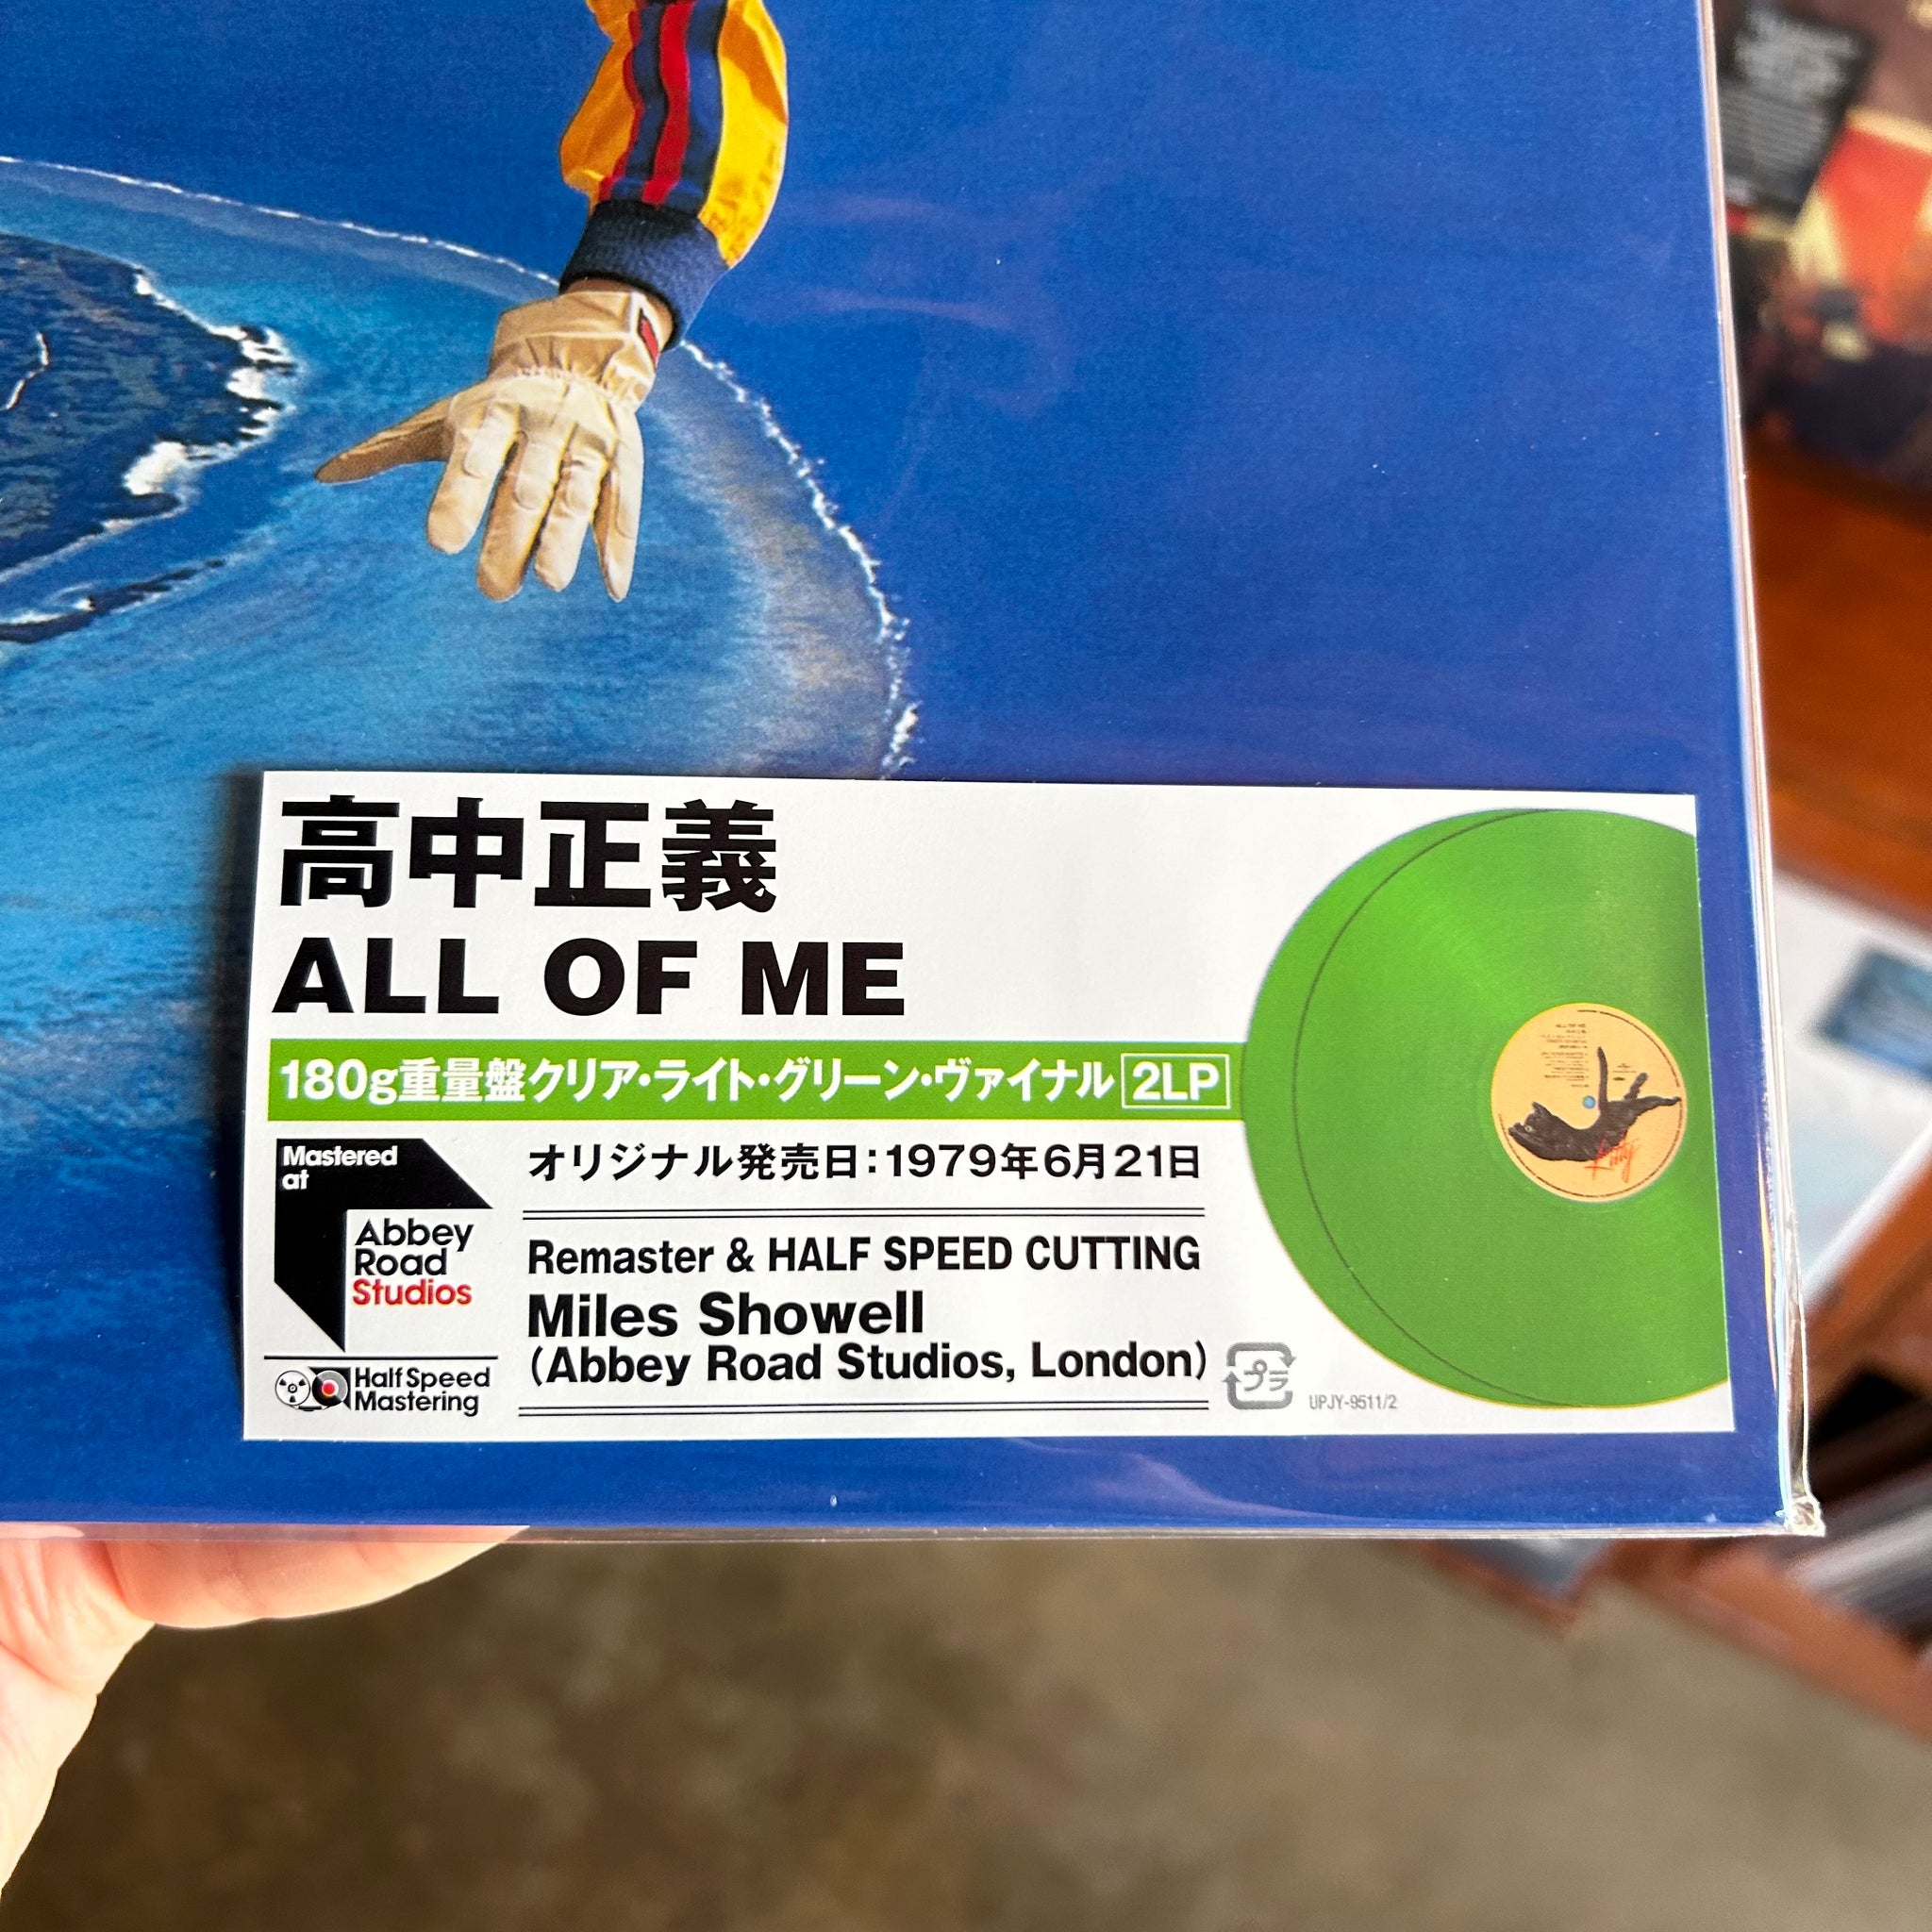 高中正義
ALL OF ME
180g重量盤クリア・ライト・グリーン・ヴァイナル 2LP
Mastered
at
Abbey
Road
Studios
Half Speed
Mastering
オリジナル発売日：1979年6月21日
Remaster & HALF SPEED CUTTING
Miles Showell
(Abbey Road Studios, London)
プラ
UPJY-9511/2
Kitty